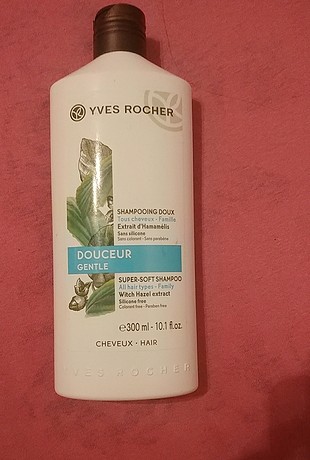 YVES ROCHER
SHAMPOOING DOUX
Tous cheveux - Famille
Extrait d'Hamamélis
Sans silicone
Sans colorant - Sans parabène
DOUCEUR
GENTLE
SUPER-SOFT SHAMPOO
All hair types - Family
Witch Hazel extract
Silicone free
Colorant free - Paraben free
℮300 ml - 10.1 fl.oz.
CHEVEUX · HAIR
YVES ROCHER